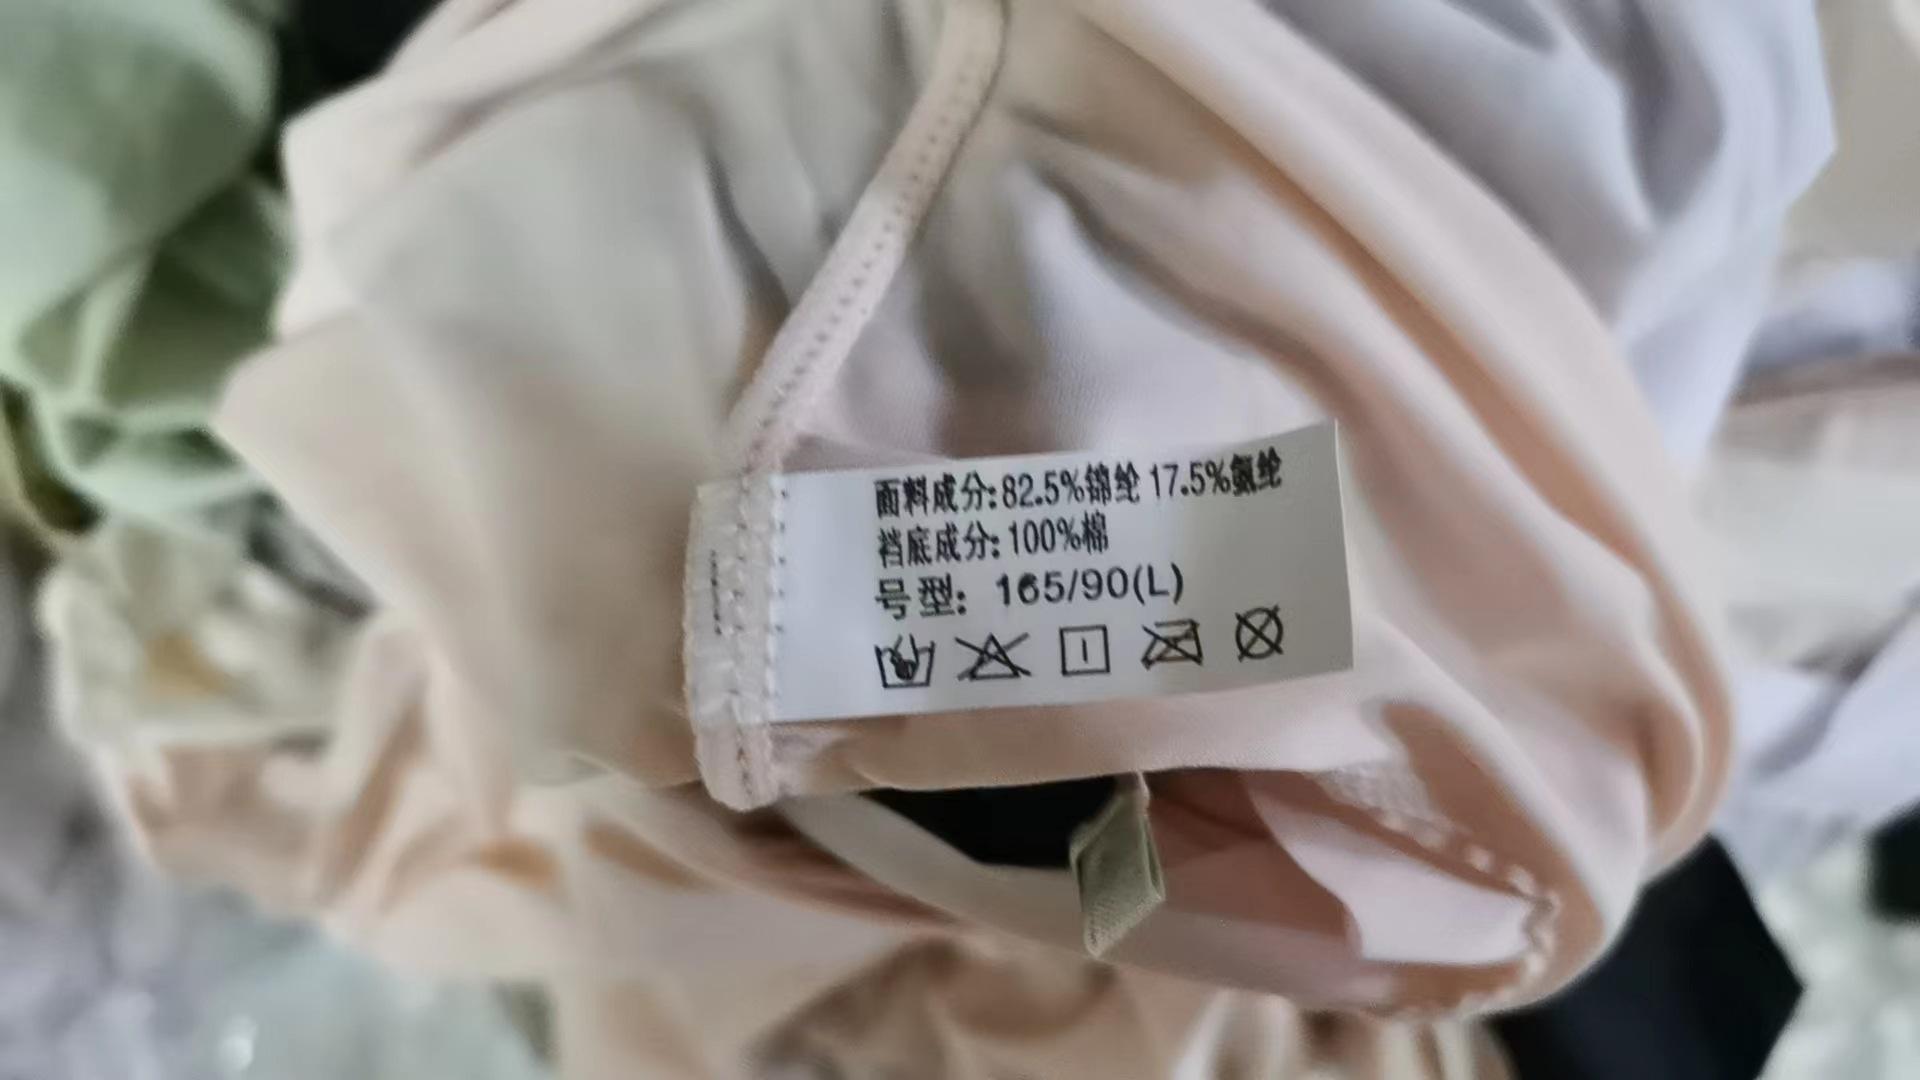 面料成分:82.5%锦纶 17.5%氨纶
裆底成分:100%棉
号型: 165/90(L)